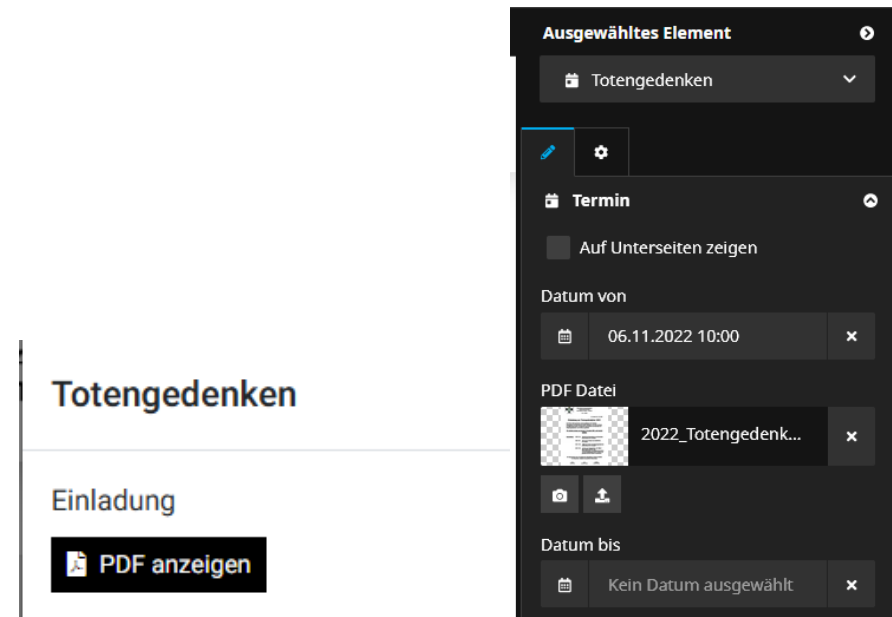 Totengedenken
Einladung
PDF anzeigen
Ausgewähltes Element
Totengedenken
Termin
Auf Unterseiten zeigen
Datum von
06.11.2022 10:00
PDF Datei
2022_Totengedenk...
Datum bis
Kein Datum ausgewählt